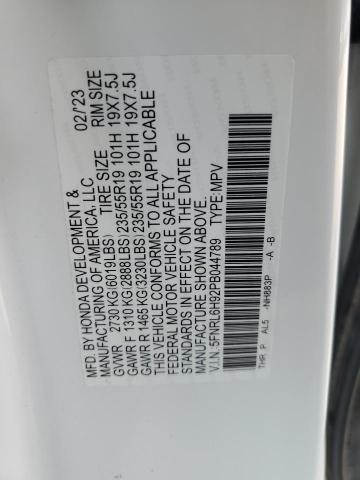 MFD. BY HONDA DEVELOPMENT & 02/'23
MANUFACTURING OF AMERICA, LLC
TIRE SIZE RIM SIZE
GVWR 2730 KG(6019LBS)
GAWR F 1310 KG(2888LBS) 235/55R19 101H 19X7.5J
GAWR R 1465 KG(3230LBS) 235/55R19 101H 19X7.5J
THIS VEHICLE CONFORMS TO ALL APPLICABLE
FEDERAL MOTOR VEHICLE SAFETY
STANDARDS IN EFFECT ON THE DATE OF
MANUFACTURE SHOWN ABOVE.
V.I.N.:5FNRL6H92PB044789 TYPE:MPV
THR P AL5 -NH883P -A -B